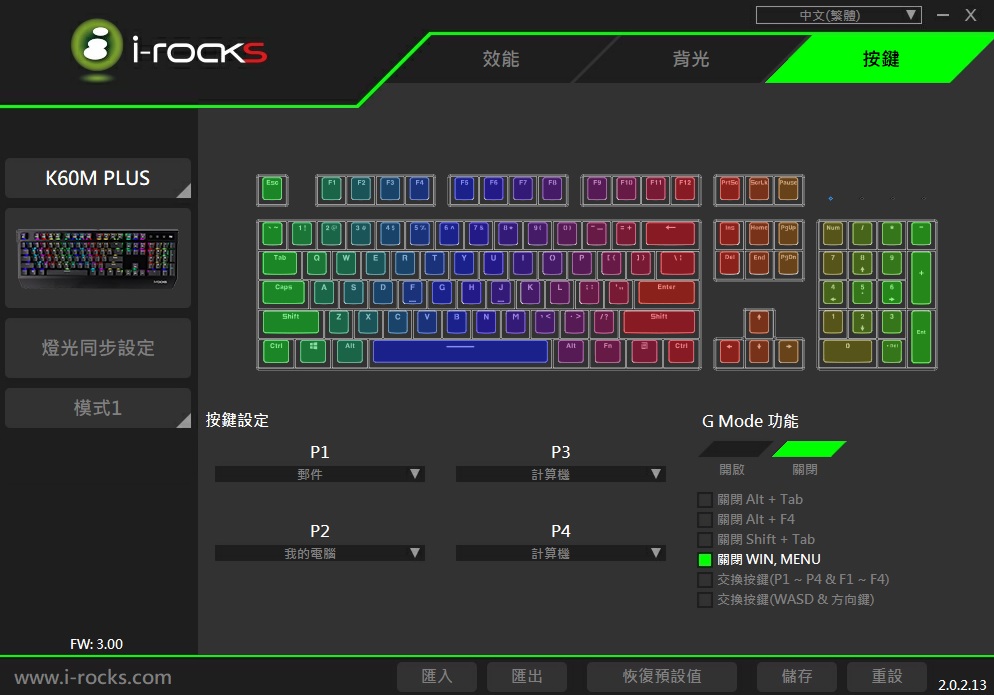 中文(繁體)
i-rocks
效能
背光
按鍵
K60M PLUS
燈光同步設定
模式1
FW: 3.00
Esc F1 F2 F3 F4 F5 F6 F7 F8 F9 F10 F11 F12 PrtSc ScrLk Pause
Ins Home PgUp Num / * -
Tab Q W E R T Y U I O P Del End PgDn 7 8 9 +
Caps A S D F G H J K L Enter 4 5 6
Shift Z X C V B N M Shift 1 2 3 Ent
Ctrl Alt Alt Fn Ctrl 0
按鍵設定
P1
郵件
P3
計算機
P2
我的電腦
P4
計算機
G Mode 功能
開啟
關閉
關閉 Alt + Tab
關閉 Alt + F4
關閉 Shift + Tab
關閉 WIN, MENU
交換按鍵(P1 ~ P4 & F1 ~ F4)
交換按鍵(WASD & 方向鍵)
www.i-rocks.com
匯入
匯出
恢復預設值
儲存
重設
2.0.2.13